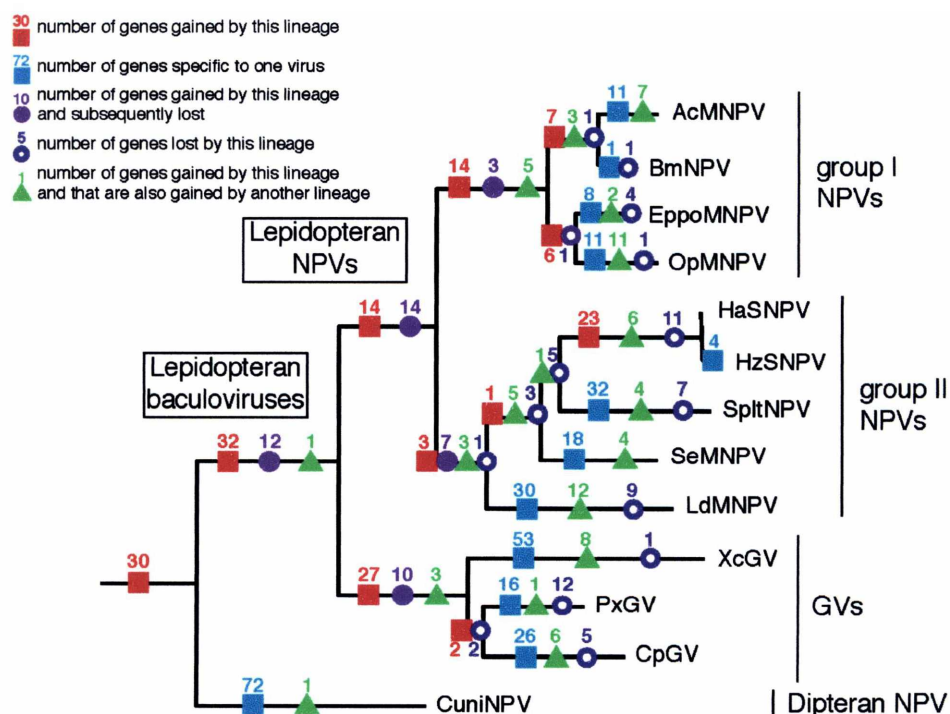 30
number of genes gained by this lineage
72
number of genes specific to one virus
10
number of genes gained by this lineage
and subsequently lost
5
number of genes lost by this lineage
1
number of genes gained by this lineage
and that are also gained by another lineage
11 7
AcMNPV
7 3 1
1 1
BmNPV
group I
NPVs
14 3 5
8 2 4
EppoMNPV
6 1
11 11 1
OpMNPV
Lepidopteran
NPVs
14 14
23 6 11
HaSNPV
4
HzSNPV
1 5
32 4 7
SpltNPV
group II
NPVs
1 5 3
18 4
SeMNPV
3 7 3 1
30 12 9
LdMNPV
Lepidopteran
baculoviruses
32 12 1
53 8 1
XcGV
30
27 10 3
16 1 12
PxGV
GVs
2 2
26 6 5
CpGV
72 1
CuniNPV
Dipteran NPV